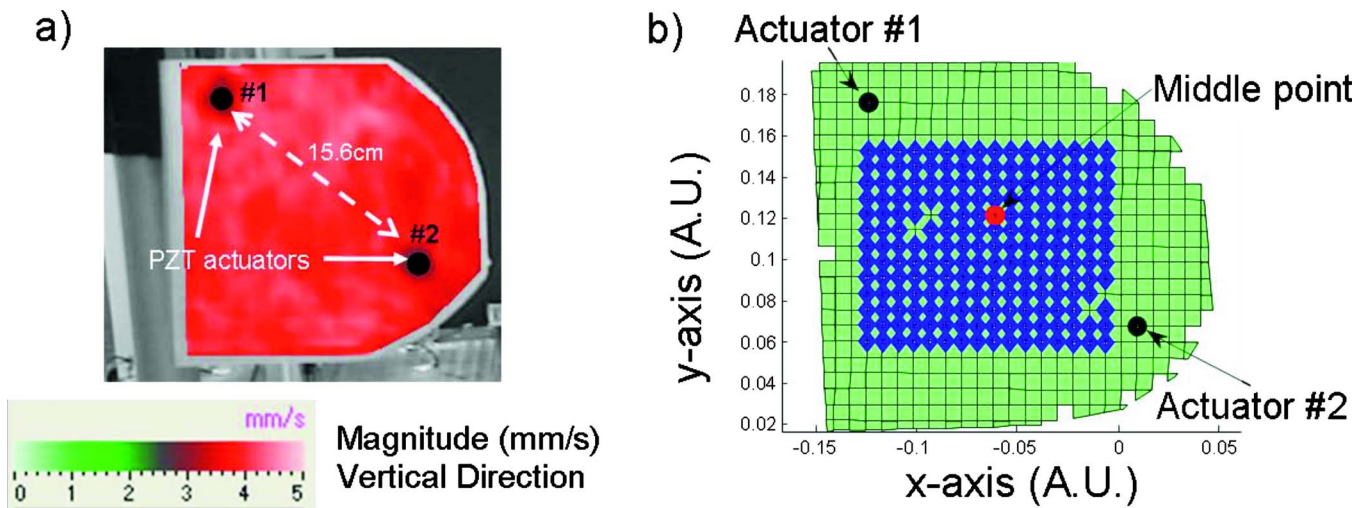 a)
#1
15.6cm
#2
PZT actuators
mm/s
0 1 2 3 4 5
Magnitude (mm/s)
Vertical Direction
b)
Actuator #1
Middle point
Actuator #2
y-axis (A.U.)
0.18
0.16
0.14
0.12
0.1
0.08
0.06
0.04
0.02
-0.15 -0.1 -0.05 0 0.05
x-axis (A.U.)